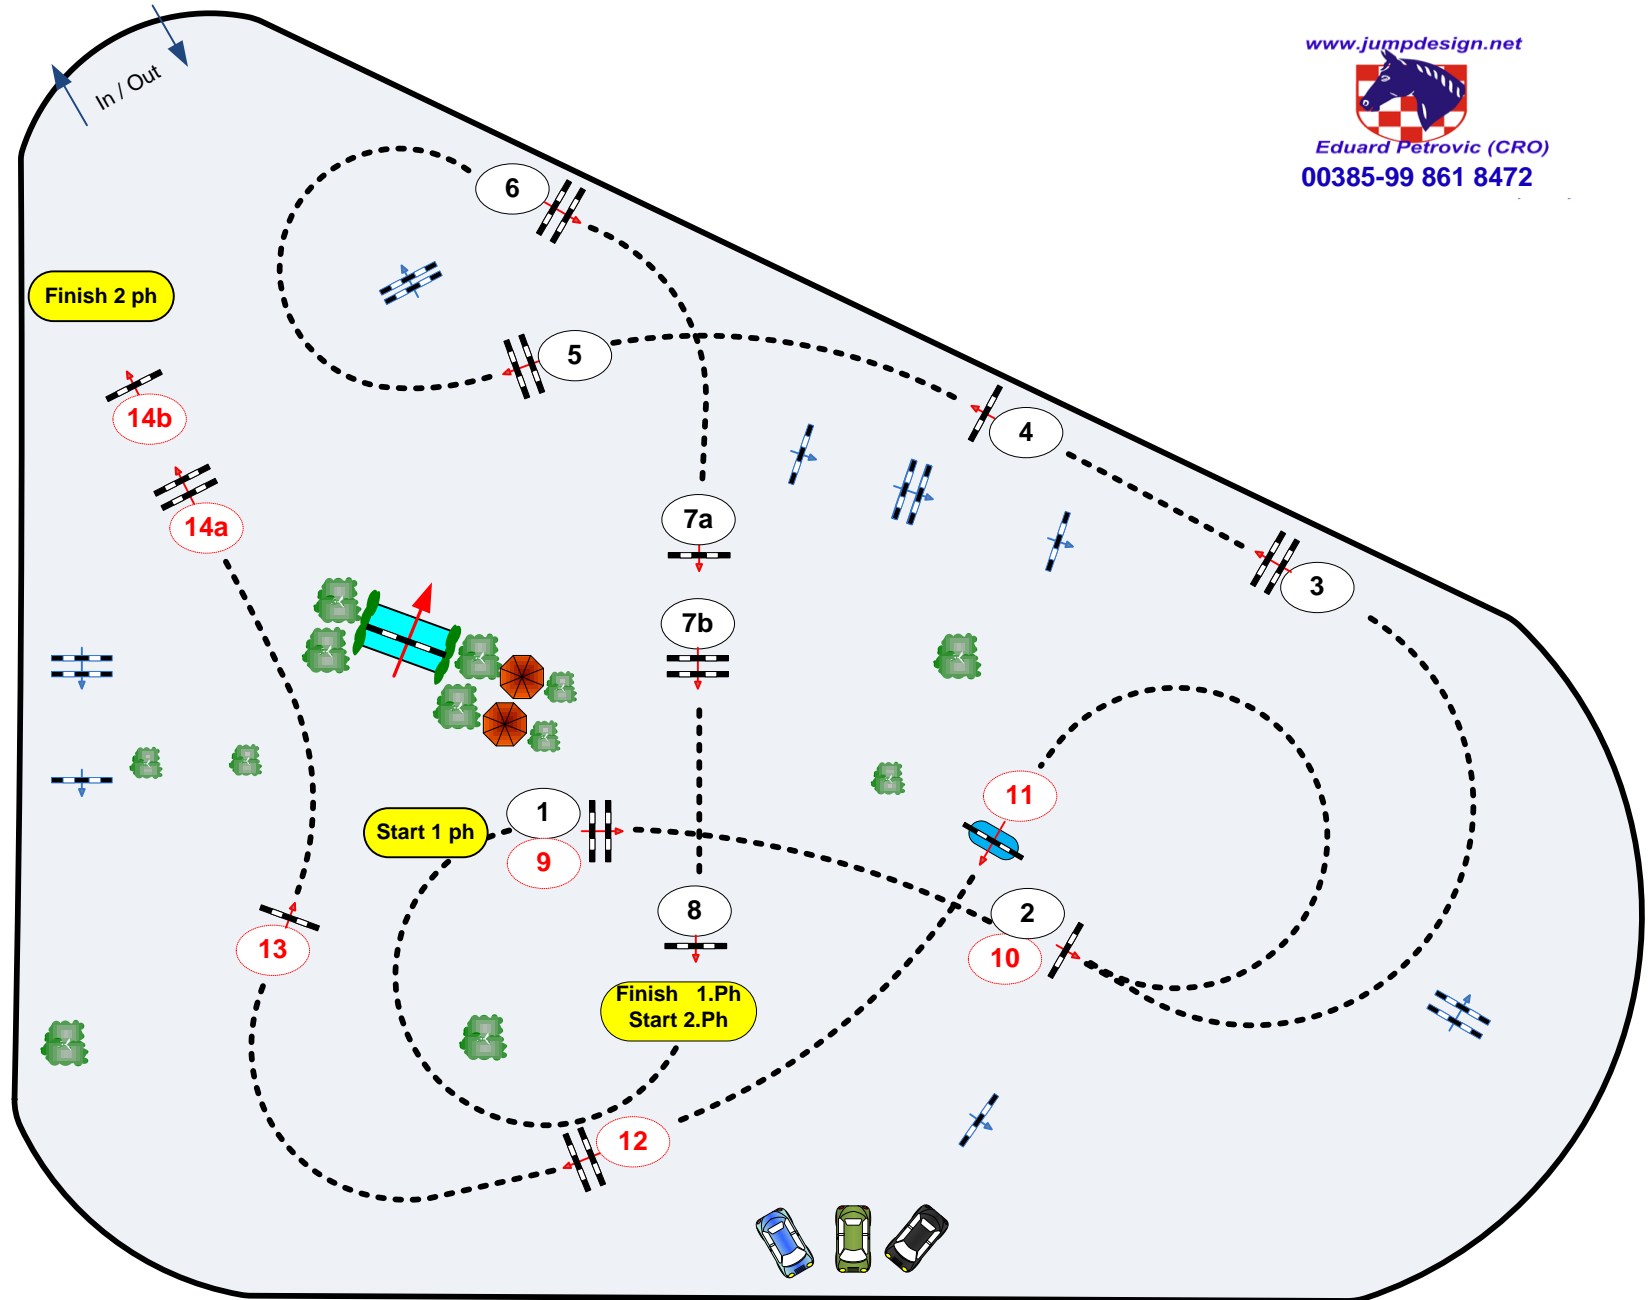 www.jumpdesign.net
Eduard Petrovic (CRO)
00385-99 861 8472
In / Out
6
Finish 2 ph
5
14b
4
14a
7a
3
7b
11
1
Start 1 ph
9
8
2
13
10
Finish 1.Ph
Start 2.Ph
12